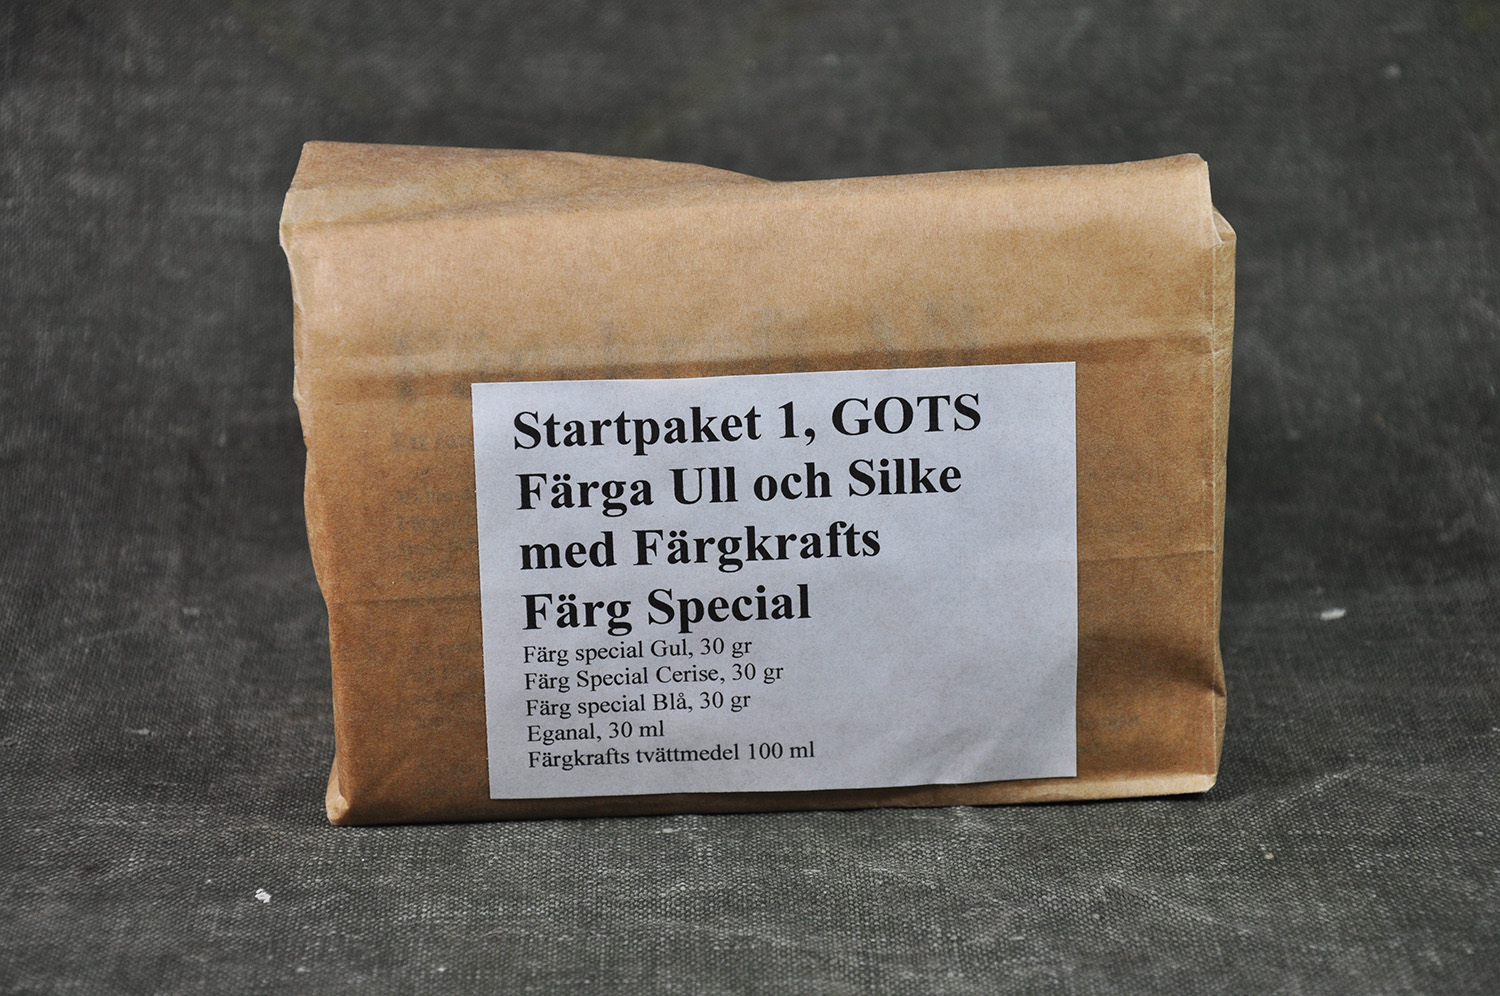 Startpaket 1, GOTS
Färga Ull och Silke
med Färgkrafts
Färg Special
Färg special Gul, 30 gr
Färg Special Cerise, 30 gr
Färg special Blå, 30 gr
Eganal, 30 ml
Färgkrafts tvättmedel 100 ml